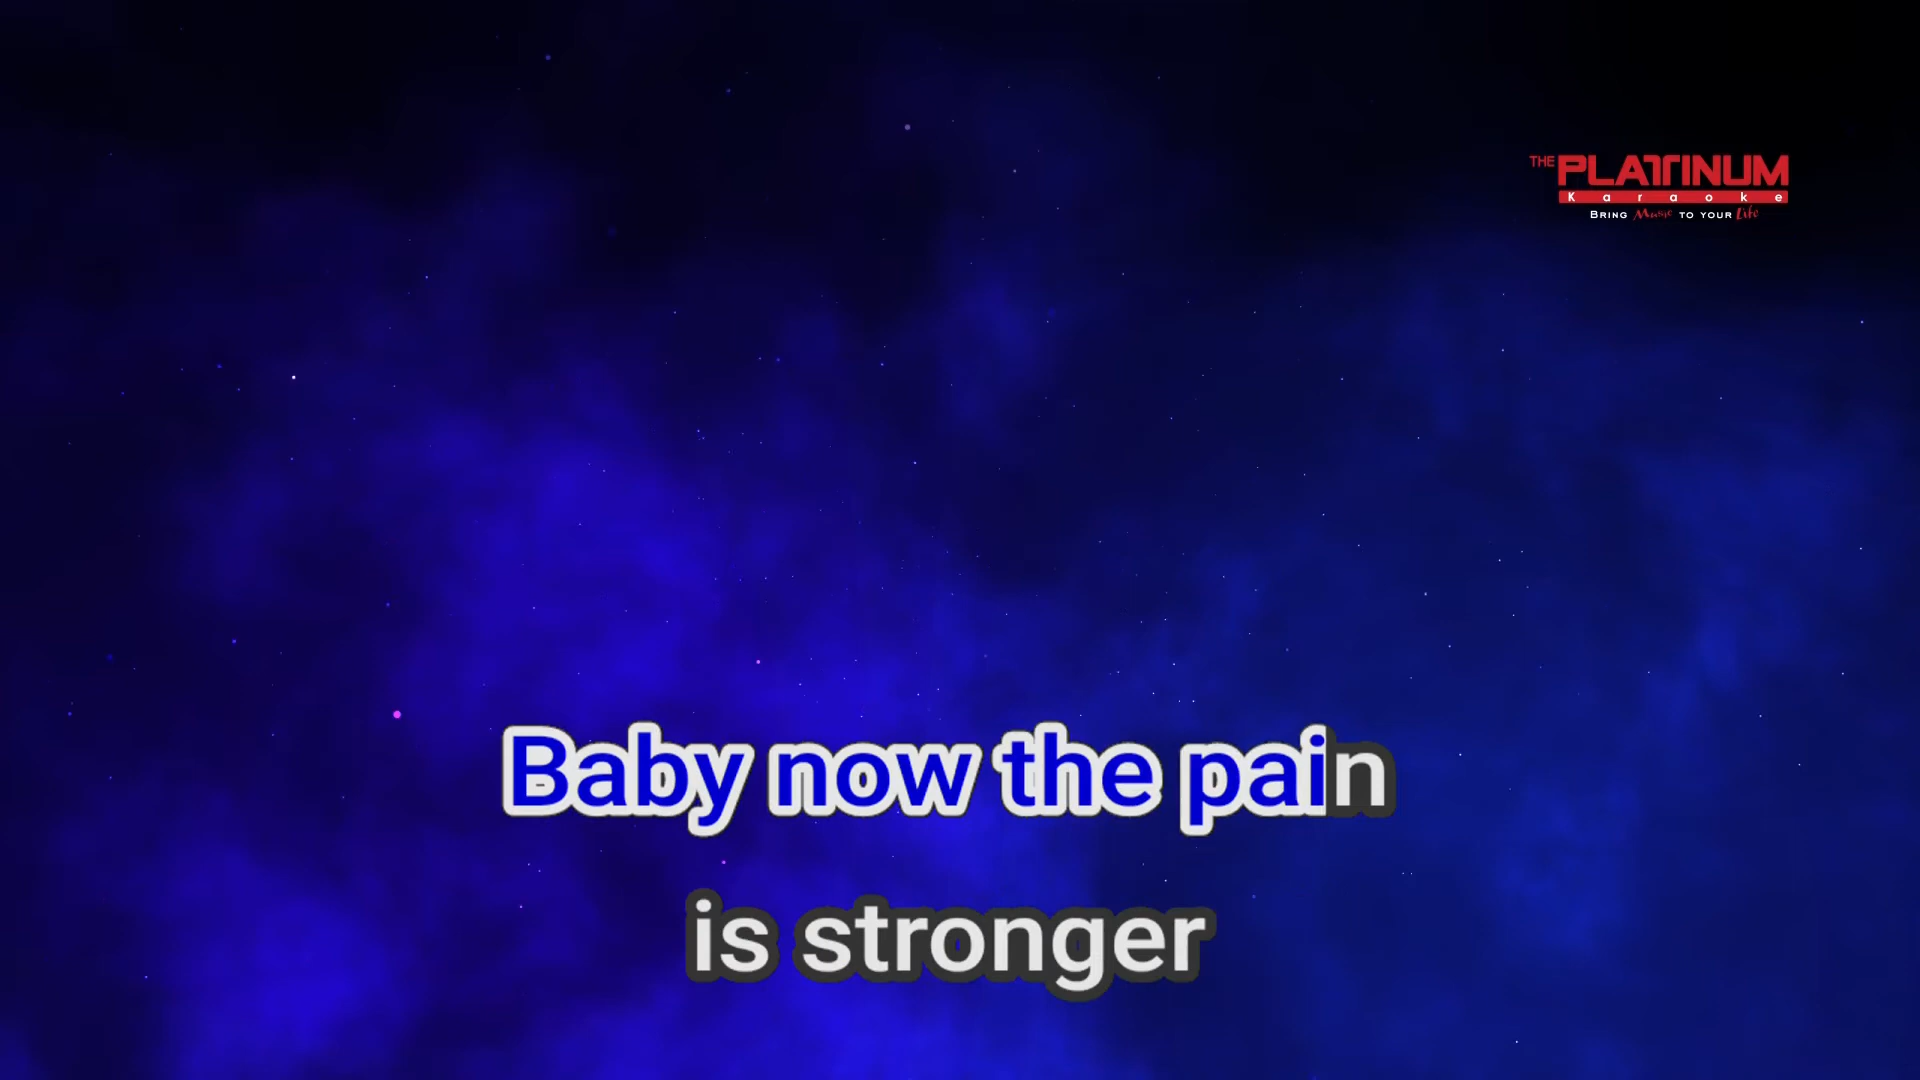 THE PLATINUM
Karaoke
BRING Music TO YOUR Life
Baby now the pain
is stronger